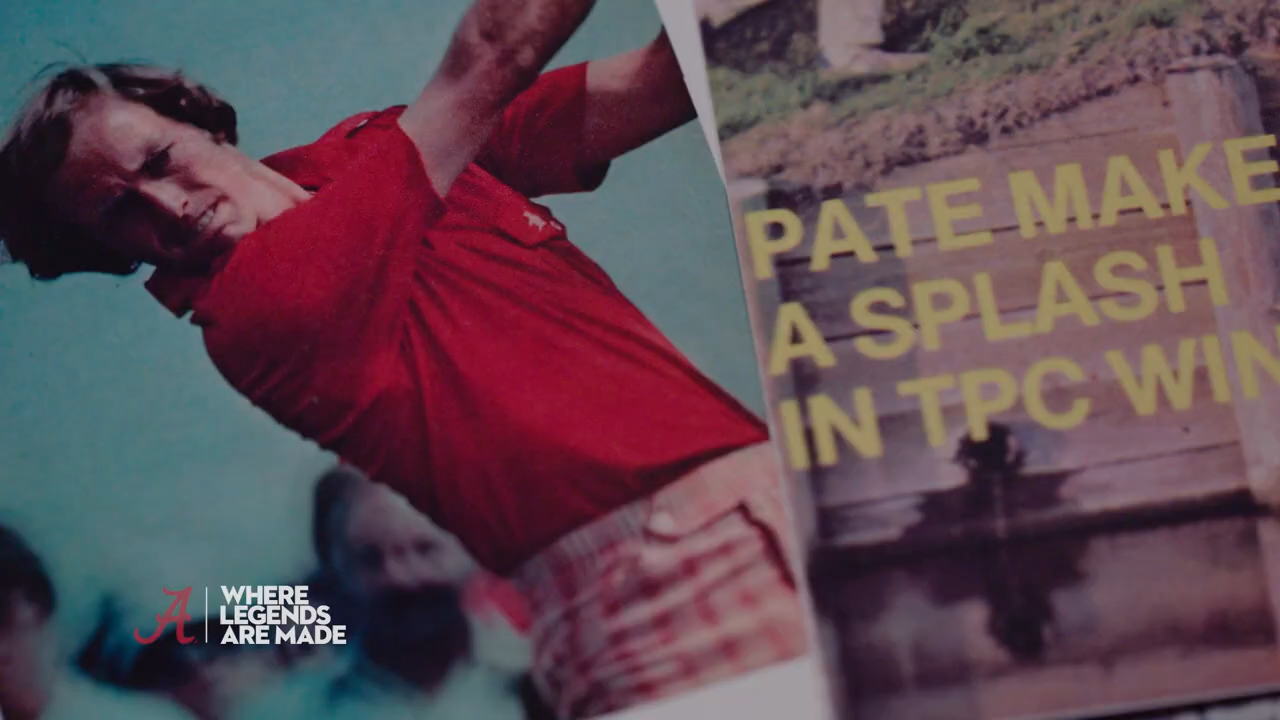 PATE MAKE
A SPLASH
IN TPC WIN
A
WHERE
LEGENDS
ARE MADE